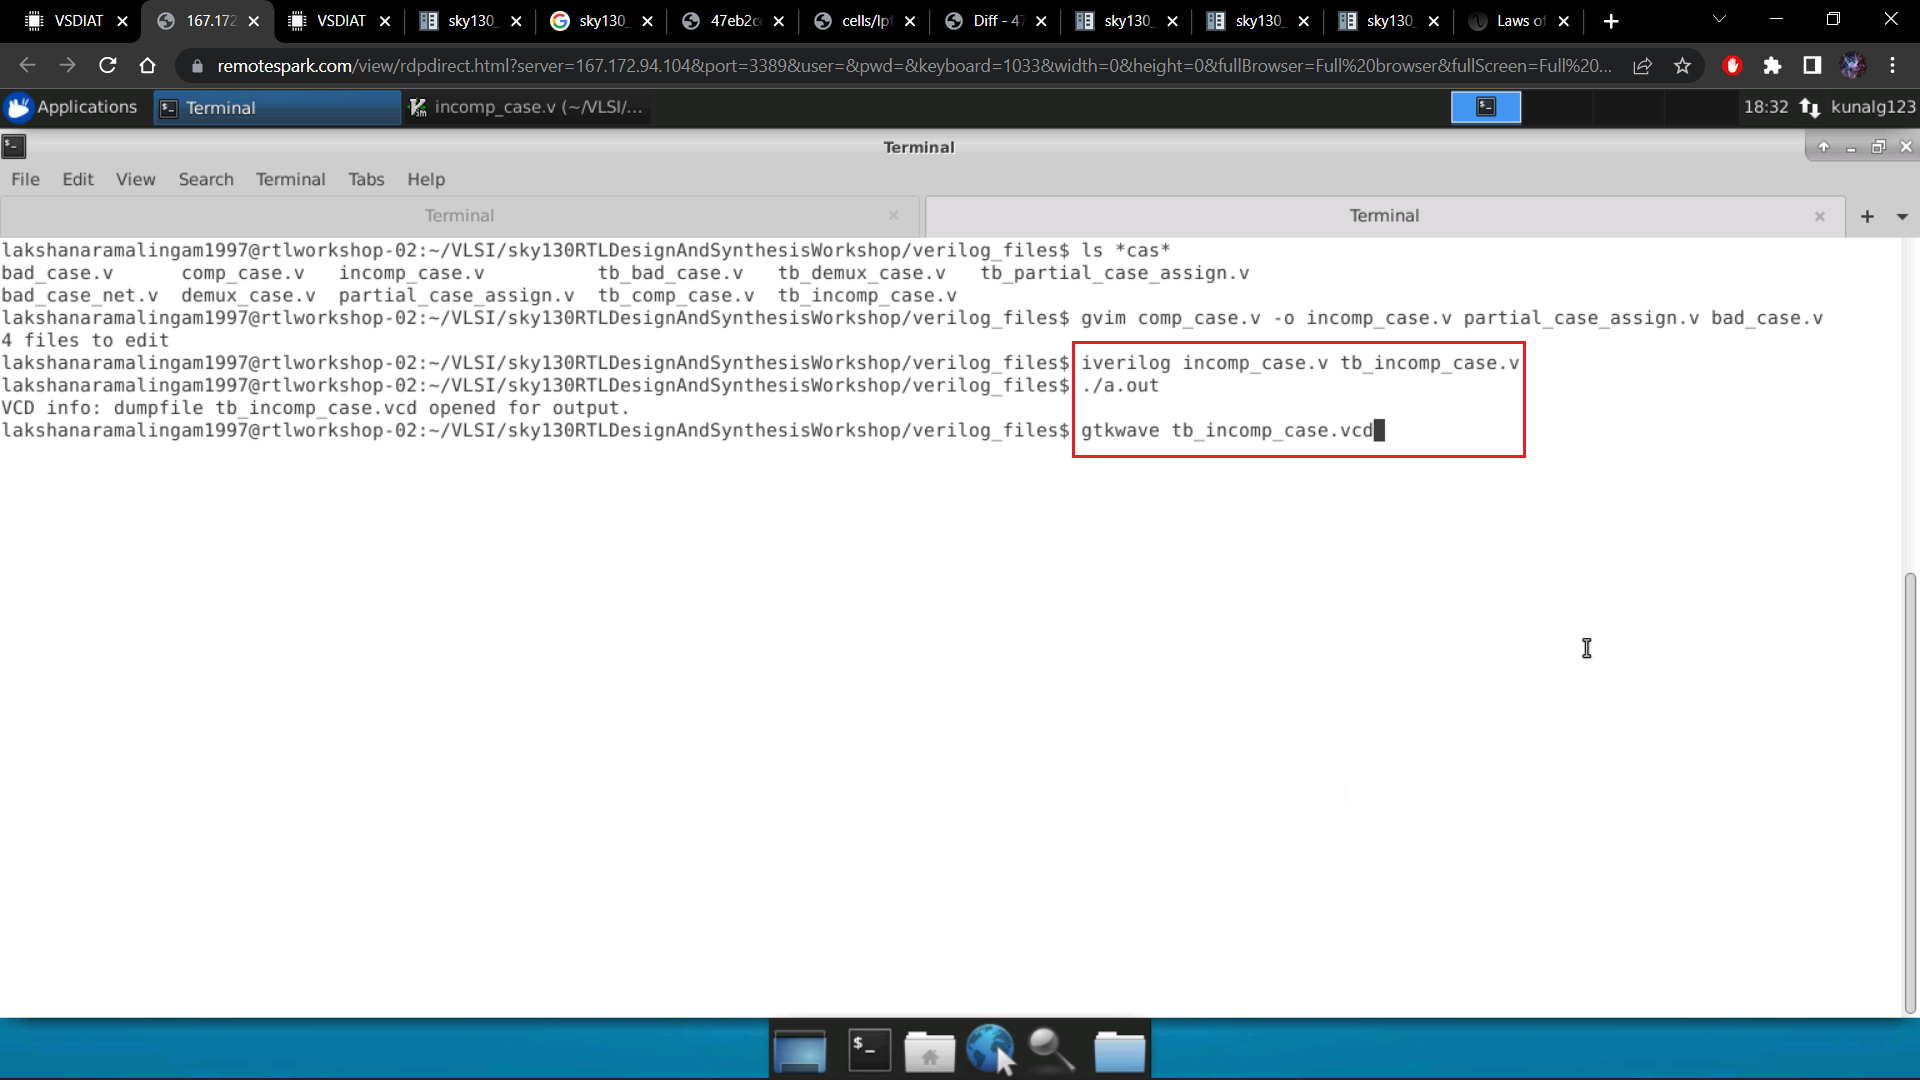 VSDIAT
167.172
VSDIAT
sky130_
sky130_
47eb2c
cells/lpf
Diff - 47
sky130_
sky130_
sky130_
Laws of
remotespark.com/view/rdpdirect.html?server=167.172.94.104&port=3389&user=&pwd=&keyboard=1033&width=0&height=0&fullBrowser=Full%20browser&fullScreen=Full%20...
Applications
Terminal
incomp_case.v (~/VLSI/...
18:32
kunalg123
Terminal
File Edit View Search Terminal Tabs Help
Terminal
Terminal
lakshanaramalingam1997@rtlworkshop-02:~/VLSI/sky130RTLDesignAndSynthesisWorkshop/verilog_files$ ls *cas*
bad_case.v comp_case.v incomp_case.v tb_bad_case.v tb_demux_case.v tb_partial_case_assign.v
bad_case_net.v demux_case.v partial_case_assign.v tb_comp_case.v tb_incomp_case.v
lakshanaramalingam1997@rtlworkshop-02:~/VLSI/sky130RTLDesignAndSynthesisWorkshop/verilog_files$ gvim comp_case.v -o incomp_case.v partial_case_assign.v bad_case.v
4 files to edit
lakshanaramalingam1997@rtlworkshop-02:~/VLSI/sky130RTLDesignAndSynthesisWorkshop/verilog_files$ iverilog incomp_case.v tb_incomp_case.v
lakshanaramalingam1997@rtlworkshop-02:~/VLSI/sky130RTLDesignAndSynthesisWorkshop/verilog_files$ ./a.out
VCD info: dumpfile tb_incomp_case.vcd opened for output.
lakshanaramalingam1997@rtlworkshop-02:~/VLSI/sky130RTLDesignAndSynthesisWorkshop/verilog_files$ gtkwave tb_incomp_case.vcd